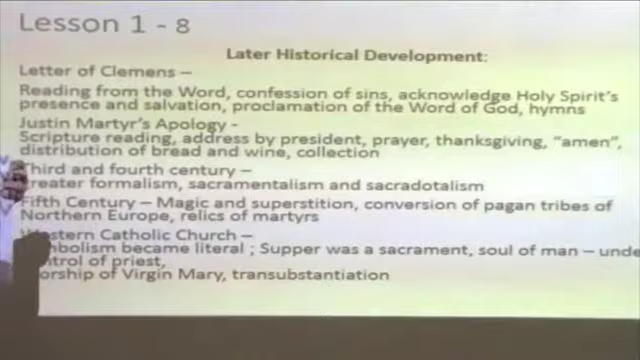 Lesson 1 - 8
Later Historical Development:
Letter of Clemens –
Reading from the Word, confession of sins, acknowledge Holy Spirit's
presence and salvation, proclamation of the Word of God, hymns
Justin Martyr's Apology -
Scripture reading, address by president, prayer, thanksgiving, "amen",
distribution of bread and wine, collection
Third and fourth century –
reater formalism, sacramentalism and sacradotalism
Fifth Century – Magic and superstition, conversion of pagan tribes of
Northern Europe, relics of martyrs
Western Catholic Church –
mbolism became literal ; Supper was a sacrament, soul of man – unde
ntrol of priest,
orship of Virgin Mary, transubstantiation